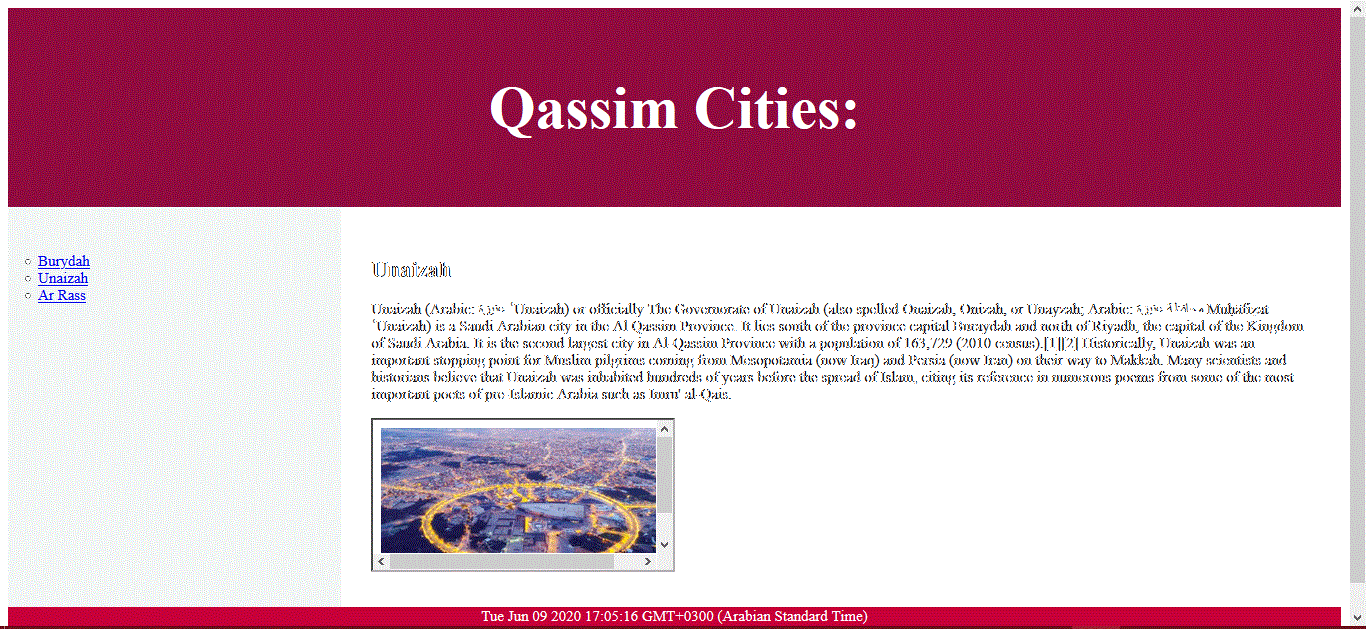 Qassim Cities:
Burydah
Unaizah
Ar Rass
Unaizah
Unaizah (Arabic: عنيزة ʿUnaizah) or officially The Governorate of Unaizah (also spelled Onaizah, Onizah, or Unayzah; Arabic: محافظة عنيزة Muḥāfizat
ʿUnaizah) is a Saudi Arabian city in the Al Qassim Province. It lies south of the province capital Buraydah and north of Riyadh, the capital of the Kingdom
of Saudi Arabia. It is the second largest city in Al-Qassim Province with a population of 163,729 (2010 census).[1][2] Historically, Unaizah was an
important stopping point for Muslim pilgrims coming from Mesopotamia (now Iraq) and Persia (now Iran) on their way to Makkah. Many scientists and
historians believe that Unaizah was inhabited hundreds of years before the spread of Islam, citing its reference in numerous poems from some of the most
important poets of pre-Islamic Arabia such as Imru' al-Qais.
Tue Jun 09 2020 17:05:16 GMT+0300 (Arabian Standard Time)